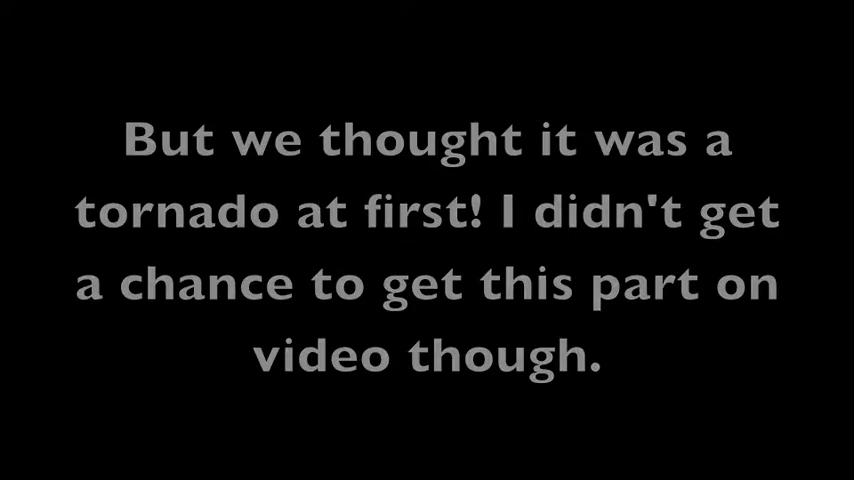 But we thought it was a
tornado at first! I didn't get
a chance to get this part on
video though.